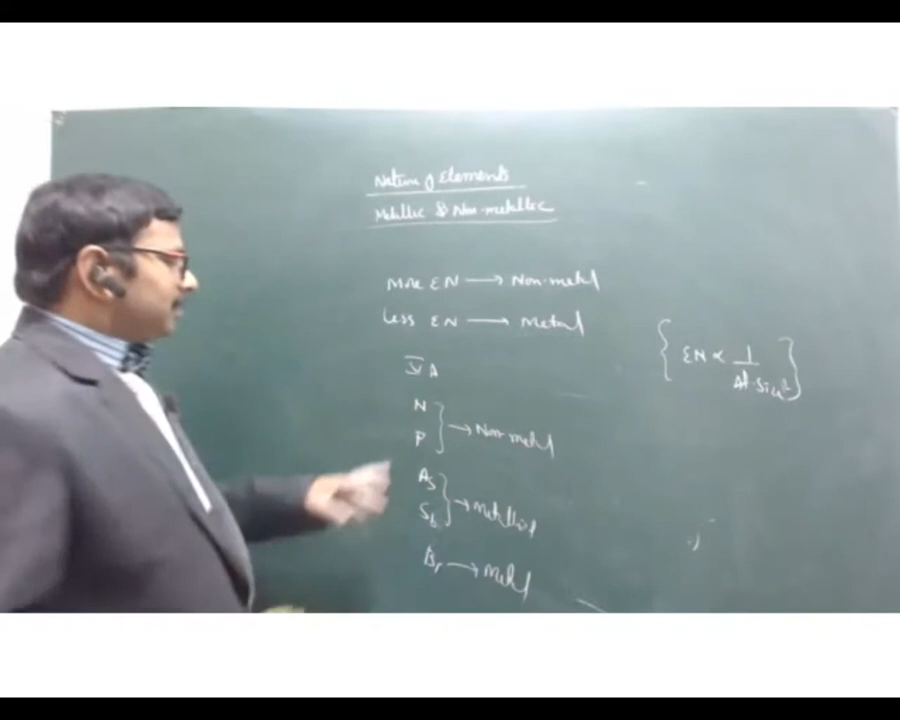 Nature of Elements
Metallic & Non-metallic
More EN → Non-metal
Less EN → Metal
V A
N
P
→ Non-metal
As
Sb
→ Metalloid
Bi → Metal
{ EN ∝ 1 / At. Size }